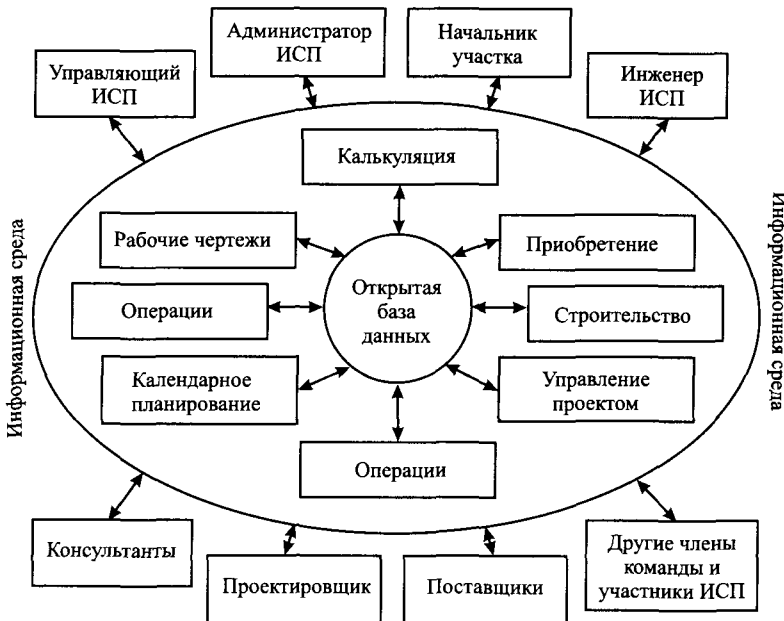 Администратор
ИСП
Начальник
участка
Управляющий
ИСП
Инженер
ИСП
Калькуляция
Рабочие чертежи
Приобретение
Информационная среда
Информационная среда
Операции
Открытая
база
данных
Строительство
Календарное
планирование
Управление
проектом
Операции
Консультанты
Проектировщик
Поставщики
Другие члены
команды и
участники ИСП